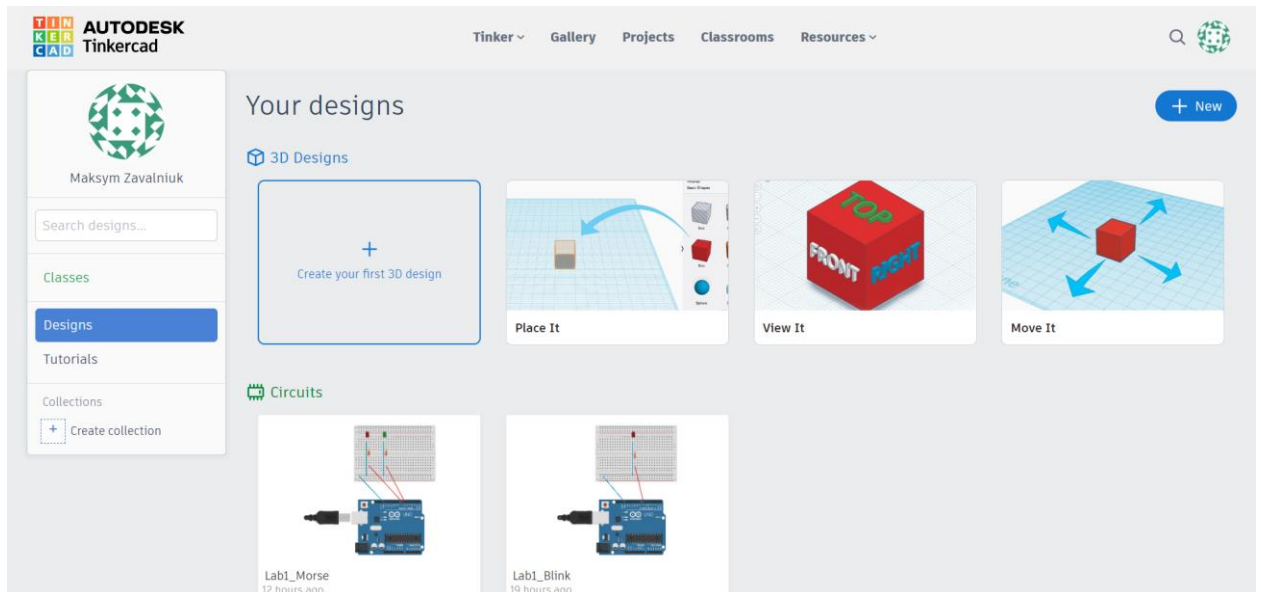 TIN
KER
CAD
AUTODESK
Tinkercad
Tinker
Gallery
Projects
Classrooms
Resources
Maksym Zavalniuk
Search designs...
Classes
Designs
Tutorials
Collections
+ Create collection
Your designs
+ New
3D Designs
+
Create your first 3D design
Place It
TOP
FRONT
RIGHT
View It
Move It
Circuits
Lab1_Morse
12 hours ago
Lab1_Blink
19 hours ago